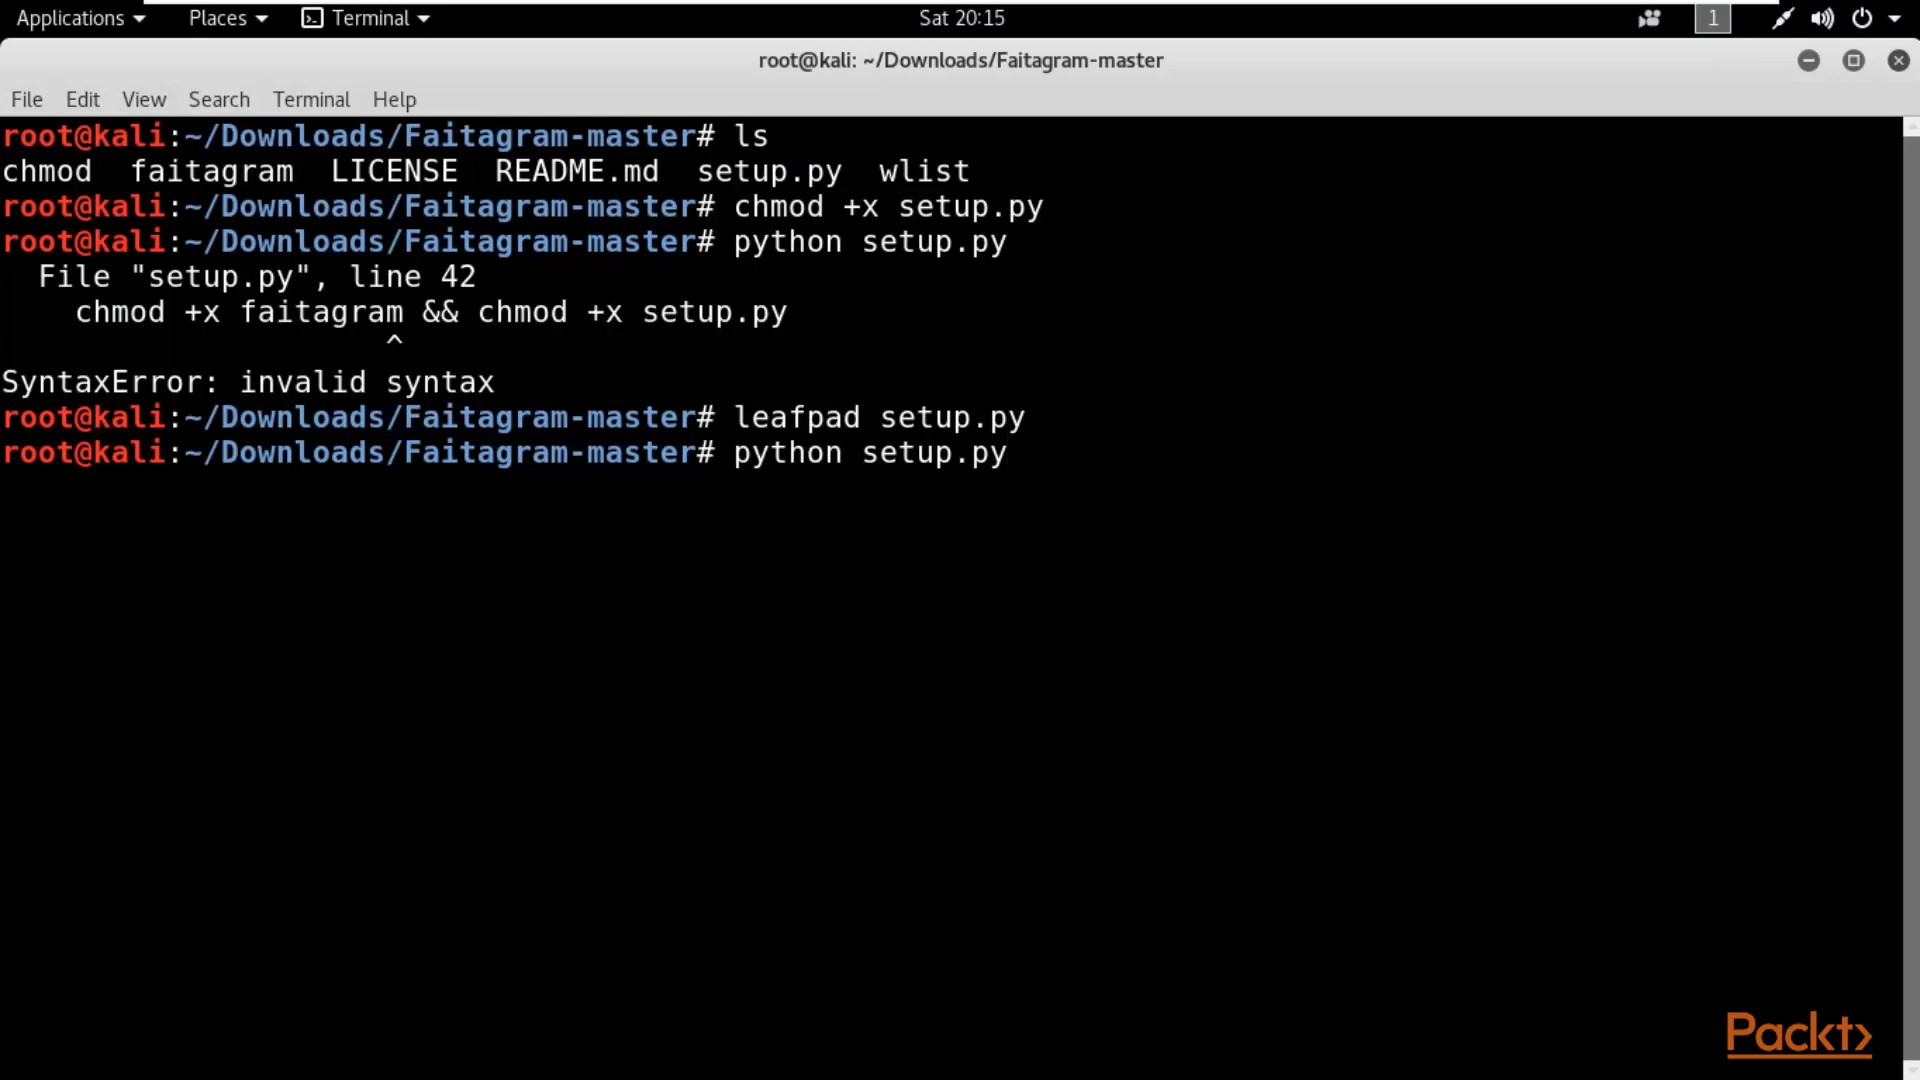 Applications Places Terminal Sat 20:15 1
root@kali: ~/Downloads/Faitagram-master
File Edit View Search Terminal Help
root@kali:~/Downloads/Faitagram-master# ls
chmod faitagram LICENSE README.md setup.py wlist
root@kali:~/Downloads/Faitagram-master# chmod +x setup.py
root@kali:~/Downloads/Faitagram-master# python setup.py
File "setup.py", line 42
chmod +x faitagram && chmod +x setup.py
^
SyntaxError: invalid syntax
root@kali:~/Downloads/Faitagram-master# leafpad setup.py
root@kali:~/Downloads/Faitagram-master# python setup.py
Packt>